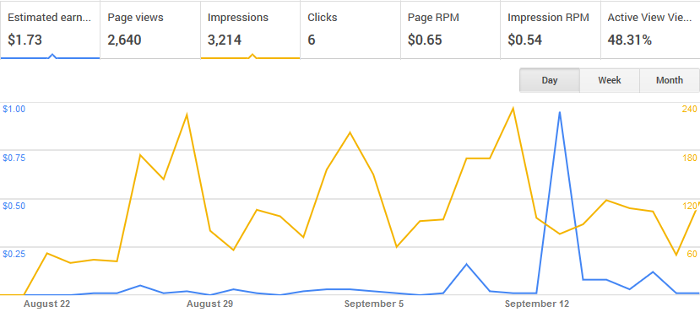 Estimated earn... Page views Impressions Clicks Page RPM Impression RPM Active View Vie...
$1.73 2,640 3,214 6 $0.65 $0.54 48.31%
Day Week Month
$1.00 240
$0.75 180
$0.50 120
$0.25 60
August 22 August 29 September 5 September 12